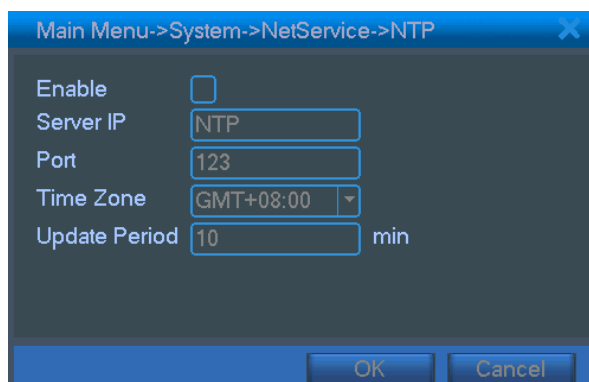 Main Menu->System->NetService->NTP
Enable
Server IP NTP
Port 123
Time Zone GMT+08:00
Update Period 10 min
OK Cancel